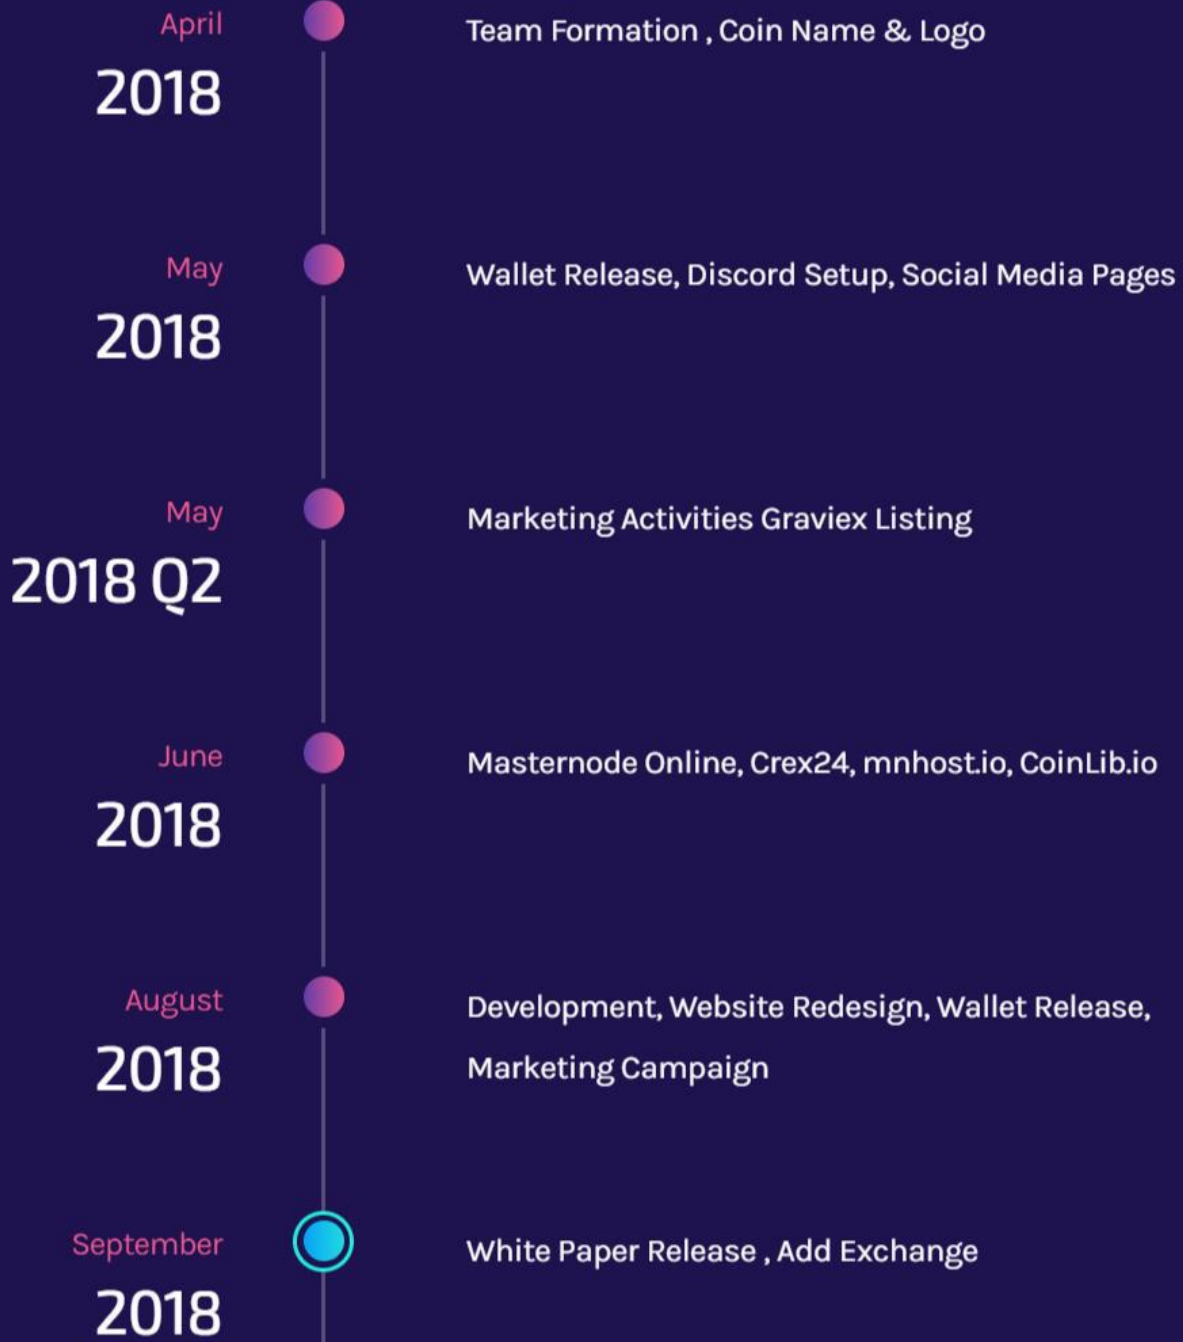 April
Team Formation , Coin Name & Logo
2018
May
Wallet Release, Discord Setup, Social Media Pages
2018
May
Marketing Activities Graviex Listing
2018 Q2
June
Masternode Online, Crex24, mnhost.io, CoinLib.io
2018
August
Development, Website Redesign, Wallet Release,
2018
Marketing Campaign
September
White Paper Release , Add Exchange
2018